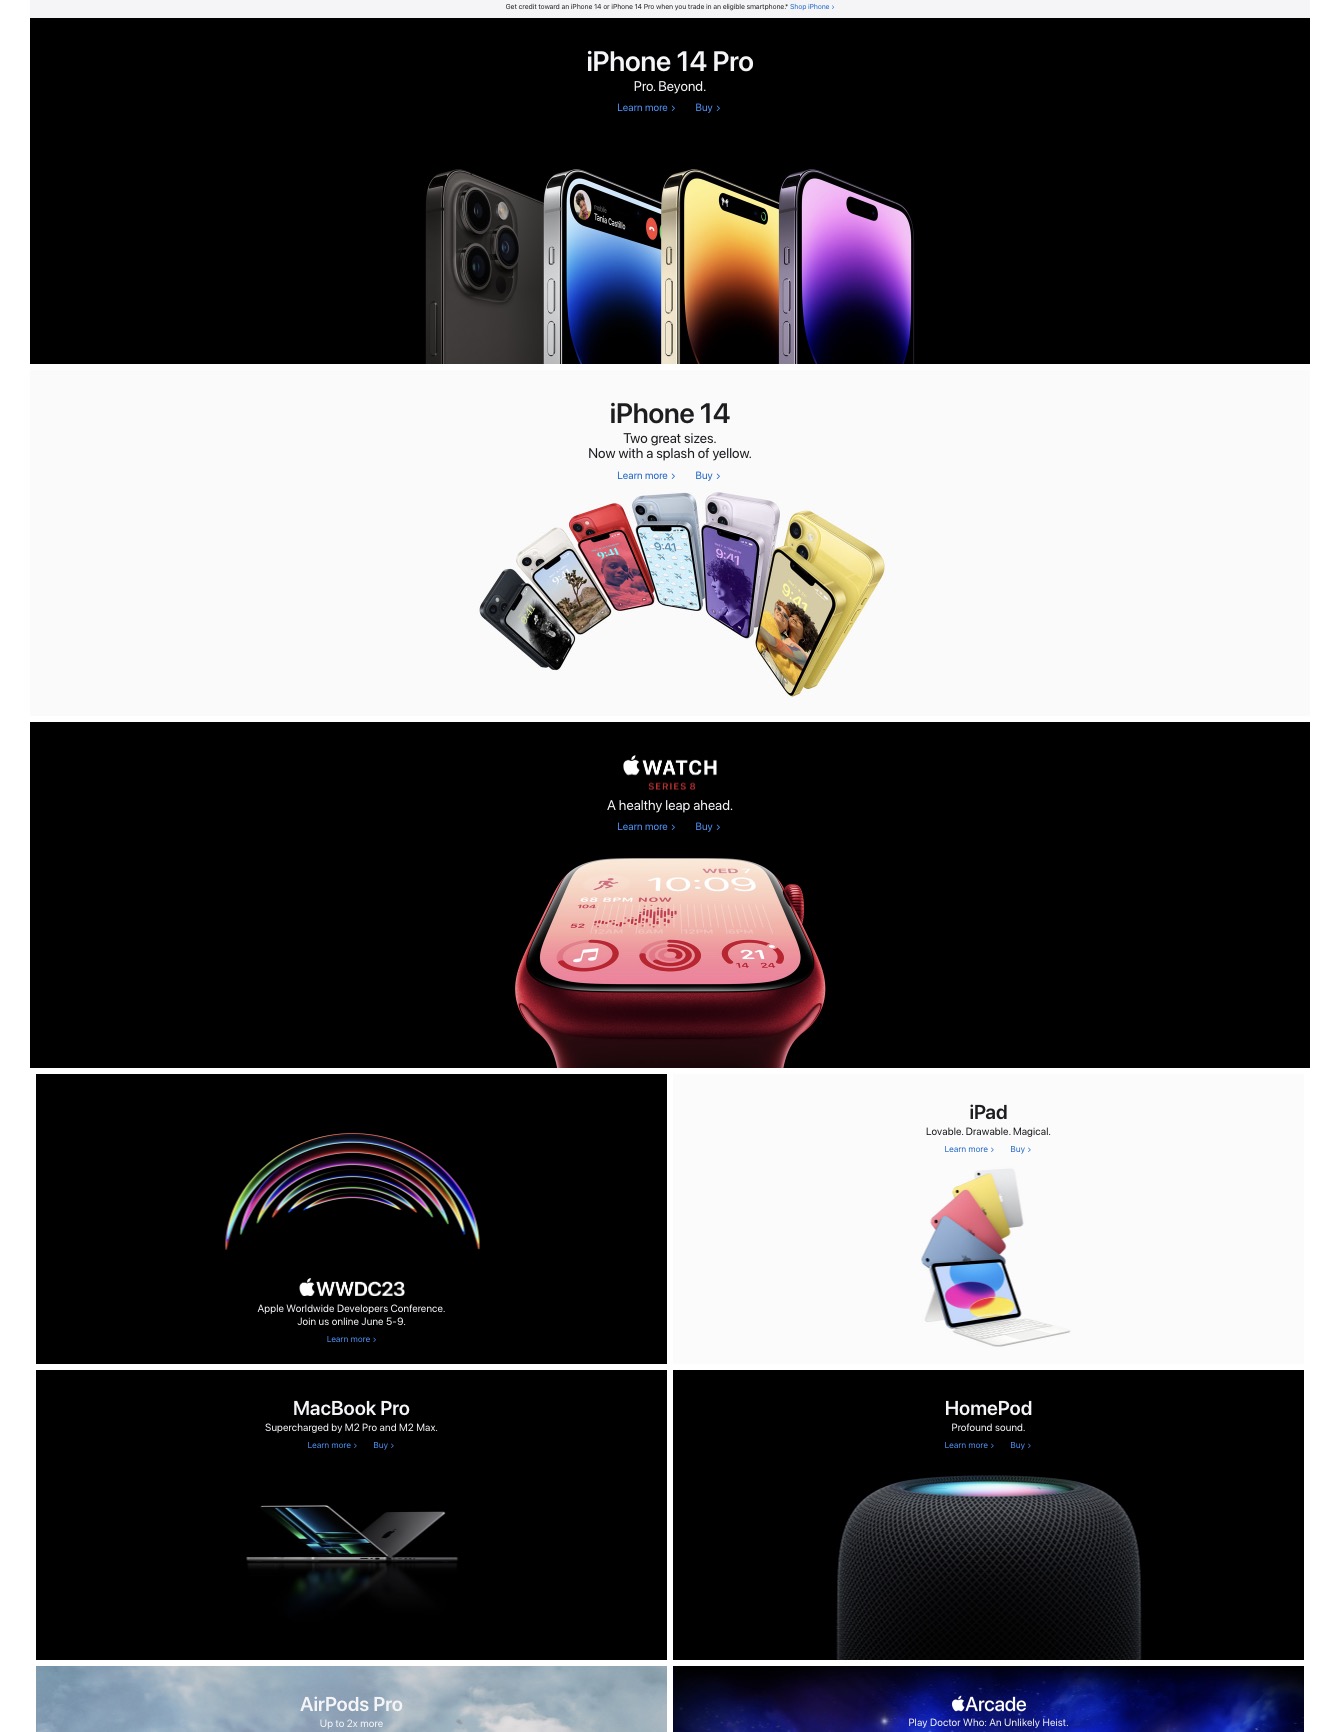 Get credit toward an iPhone 14 or iPhone 14 Pro when you trade in an eligible smartphone.* Shop iPhone >
iPhone 14 Pro
Pro. Beyond.
Learn more > Buy >
mobile
Tania Castillo
iPhone 14
Two great sizes.
Now with a splash of yellow.
Learn more > Buy >
9:41
9:41
9:41
9:41
9:41
9:41
WATCH
SERIES 8
A healthy leap ahead.
Learn more > Buy >
WED 7
10:09
68 BPM NOW
104
52
12AM 6AM 12PM 6PM
21
14 24
WWDC23
Apple Worldwide Developers Conference.
Join us online June 5-9.
Learn more >
iPad
Lovable. Drawable. Magical.
Learn more > Buy >
MacBook Pro
Supercharged by M2 Pro and M2 Max.
Learn more > Buy >
HomePod
Profound sound.
Learn more > Buy >
AirPods Pro
Up to 2x more
Arcade
Play Doctor Who: An Unlikely Heist.